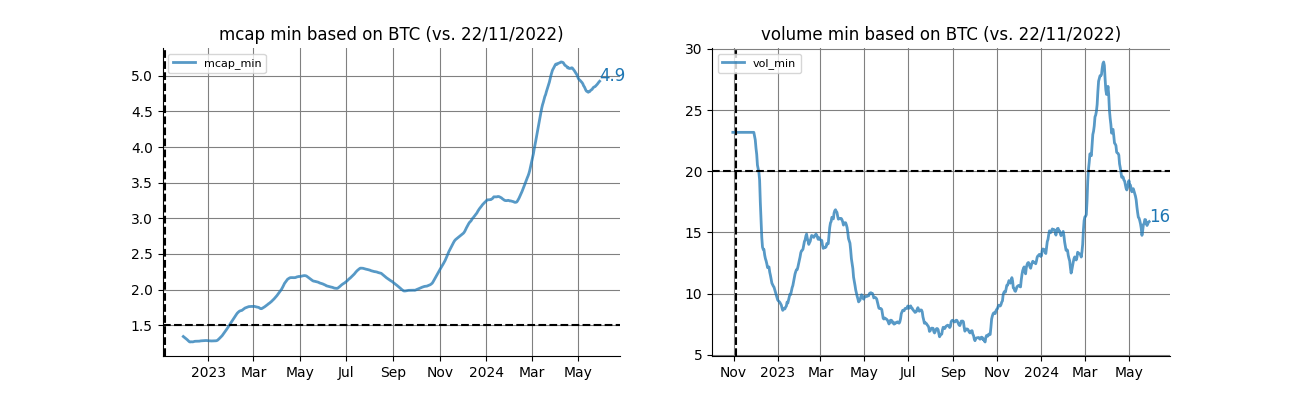 mcap min based on BTC (vs. 22/11/2022)
mcap_min
5.0
4.5
4.0
3.5
3.0
2.5
2.0
1.5
4.9
2023 Mar May Jul Sep Nov 2024 Mar May
volume min based on BTC (vs. 22/11/2022)
vol_min
30
25
20
15
10
5
16
Nov 2023 Mar May Jul Sep Nov 2024 Mar May